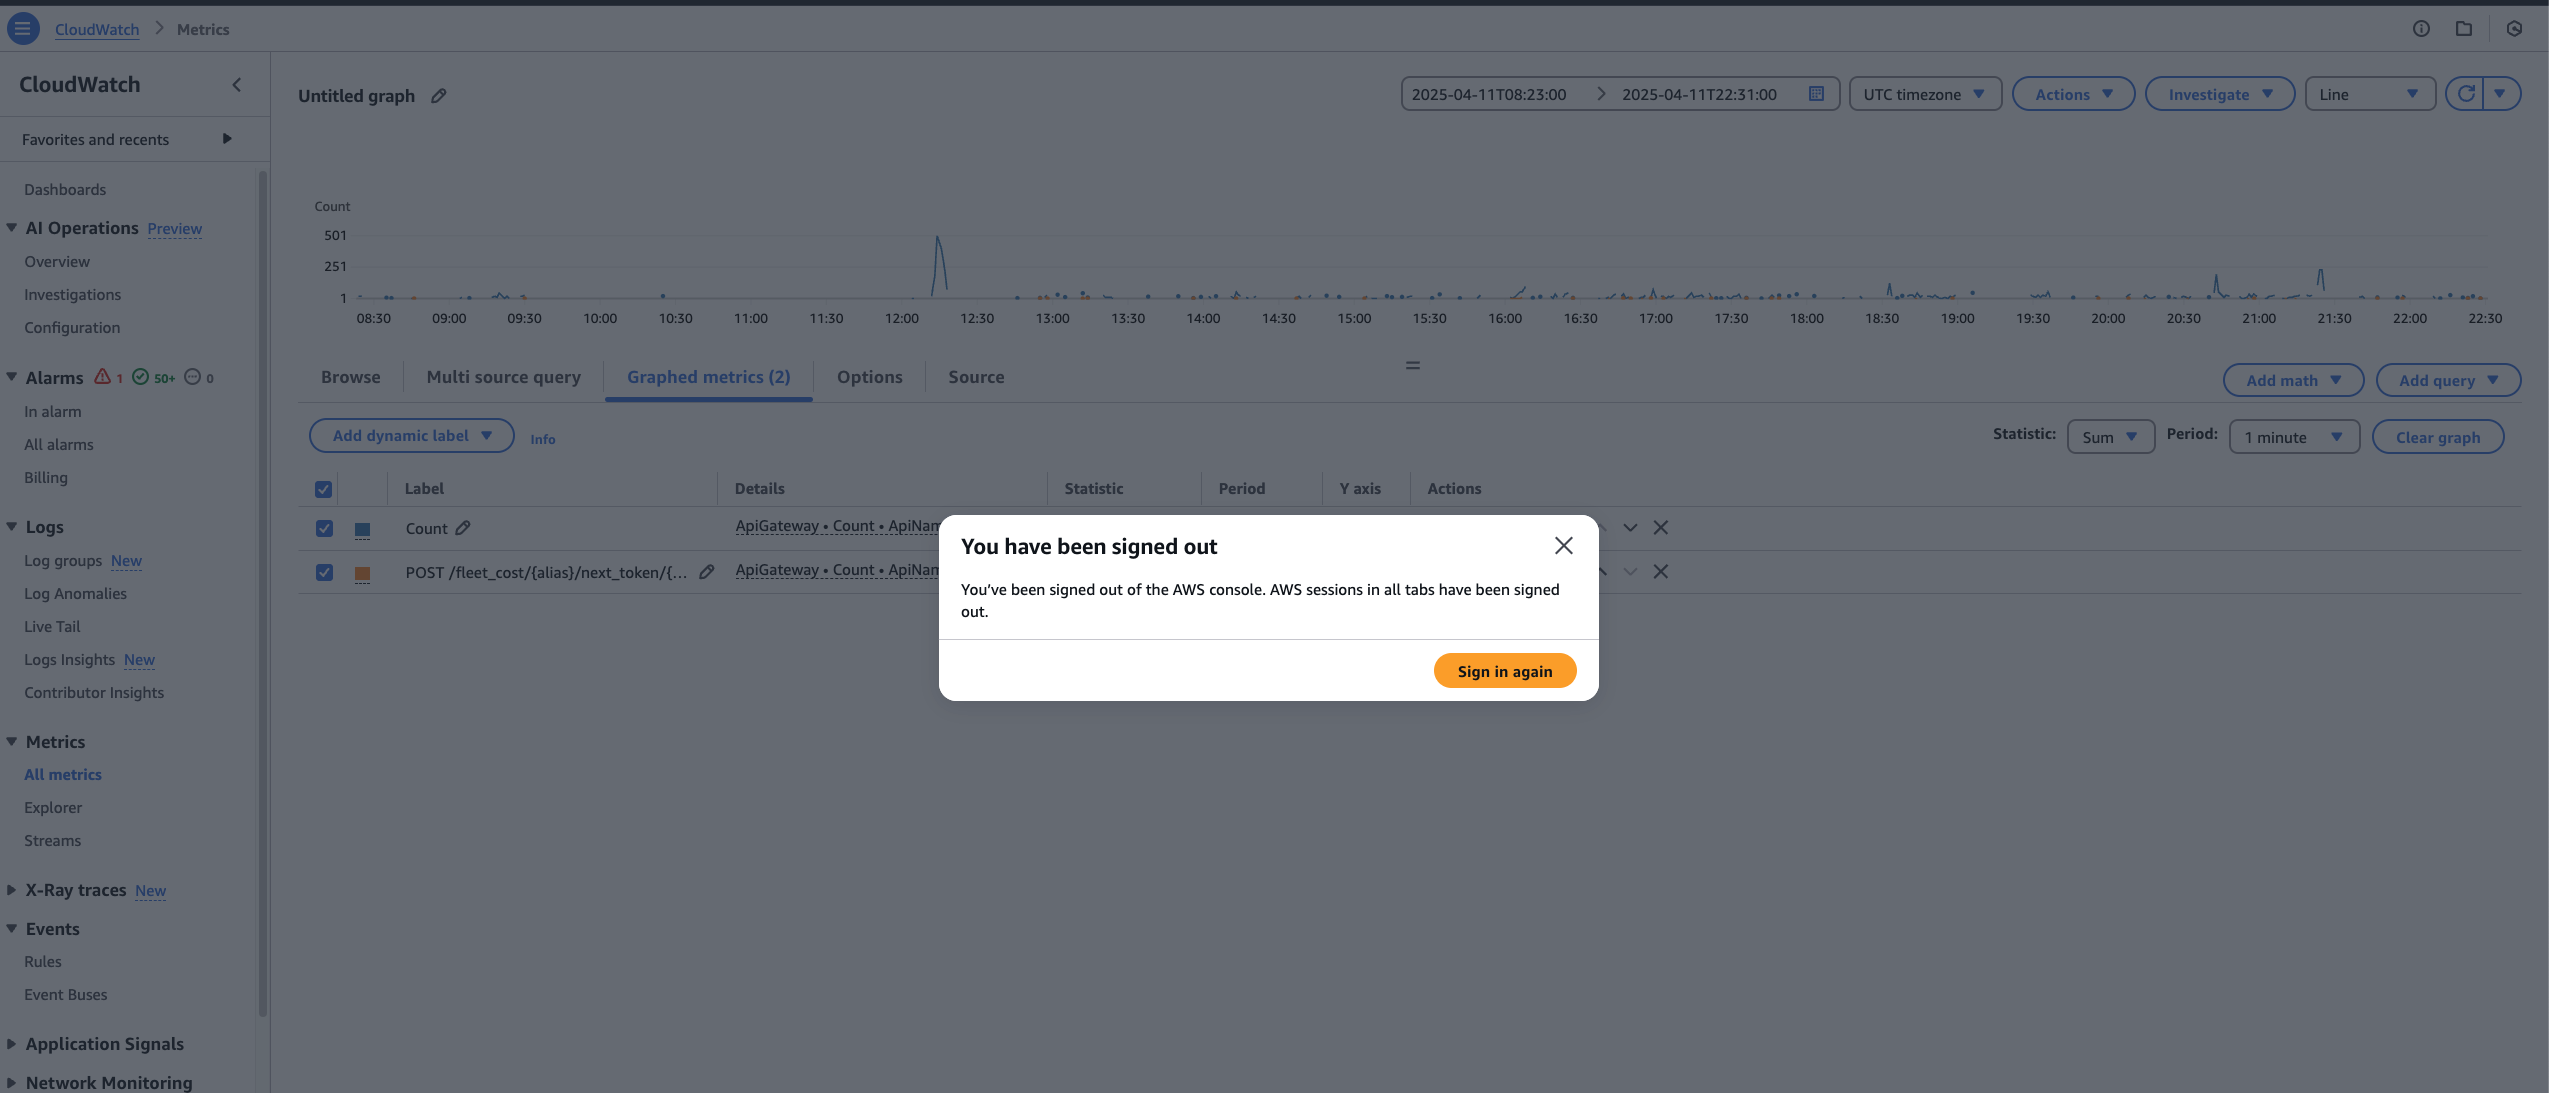 CloudWatch > Metrics
CloudWatch
Favorites and recents
Dashboards
AI Operations Preview
Overview
Investigations
Configuration
Alarms 1 50+ 0
In alarm
All alarms
Billing
Logs
Log groups New
Log Anomalies
Live Tail
Logs Insights New
Contributor Insights
Metrics
All metrics
Explorer
Streams
X-Ray traces New
Events
Rules
Event Buses
Application Signals
Network Monitoring
Untitled graph
2025-04-11T08:23:00 > 2025-04-11T22:31:00
UTC timezone
Actions
Investigate
Line
Count
501
251
1
08:30 09:00 09:30 10:00 10:30 11:00 11:30 12:00 12:30 13:00 13:30 14:00 14:30 15:00 15:30 16:00 16:30 17:00 17:30 18:00 18:30 19:00 19:30 20:00 20:30 21:00 21:30 22:00 22:30
Browse Multi source query Graphed metrics (2) Options Source
Add math Add query
Add dynamic label Info
Statistic: Sum Period: 1 minute Clear graph
Label Details Statistic Period Y axis Actions
Count ApiGateway • Count • ApiNam
POST /fleet_cost/{alias}/next_token/{... ApiGateway • Count • ApiNam
You have been signed out
You've been signed out of the AWS console. AWS sessions in all tabs have been signed
out.
Sign in again